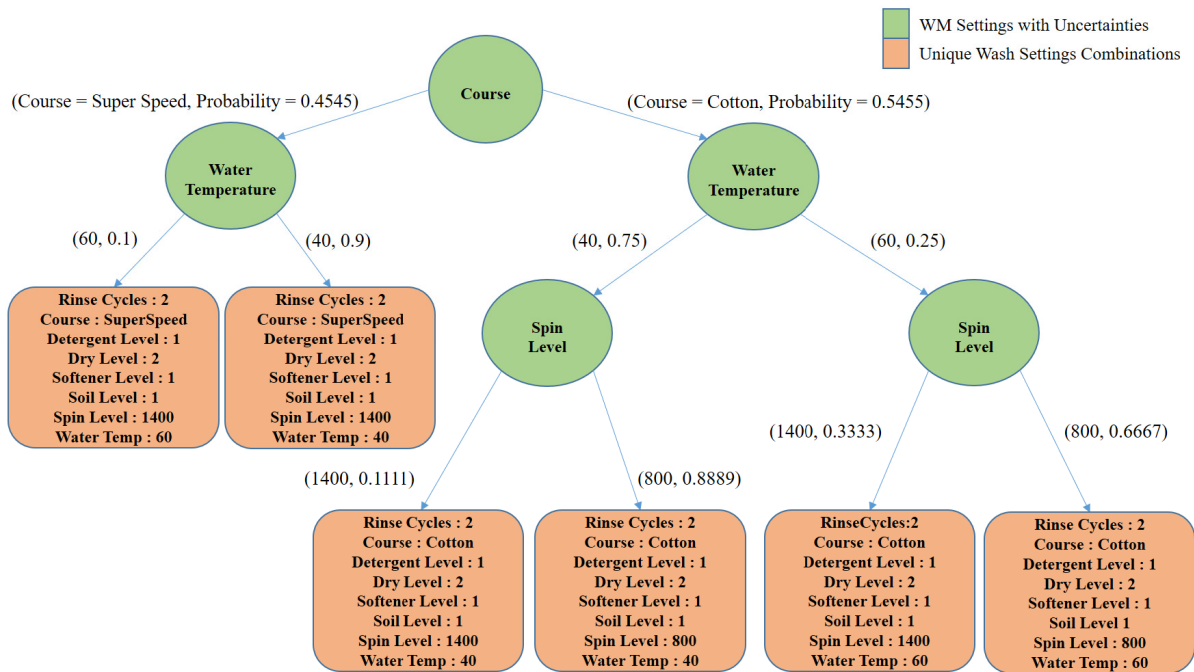 WM Settings with Uncertainties
Unique Wash Settings Combinations
Course
(Course = Super Speed, Probability = 0.4545)
(Course = Cotton, Probability = 0.5455)
Water
Temperature
Water
Temperature
(60, 0.1)
(40, 0.9)
(40, 0.75)
(60, 0.25)
Rinse Cycles : 2
Course : SuperSpeed
Detergent Level : 1
Dry Level : 2
Softener Level : 1
Soil Level : 1
Spin Level : 1400
Water Temp : 60
Rinse Cycles : 2
Course : SuperSpeed
Detergent Level : 1
Dry Level : 2
Softener Level : 1
Soil Level : 1
Spin Level : 1400
Water Temp : 40
Spin
Level
Spin
Level
(1400, 0.1111)
(800, 0.8889)
(1400, 0.3333)
(800, 0.6667)
Rinse Cycles : 2
Course : Cotton
Detergent Level : 1
Dry Level : 2
Softener Level : 1
Soil Level : 1
Spin Level : 1400
Water Temp : 40
Rinse Cycles : 2
Course : Cotton
Detergent Level : 1
Dry Level : 2
Softener Level : 1
Soil Level : 1
Spin Level : 800
Water Temp : 40
RinseCycles:2
Course : Cotton
Detergent Level : 1
Dry Level : 2
Softener Level : 1
Soil Level : 1
Spin Level : 1400
Water Temp : 60
Rinse Cycles : 2
Course : Cotton
Detergent Level : 1
Dry Level : 2
Softener Level : 1
Soil Level 1
Spin Level : 800
Water Temp : 60